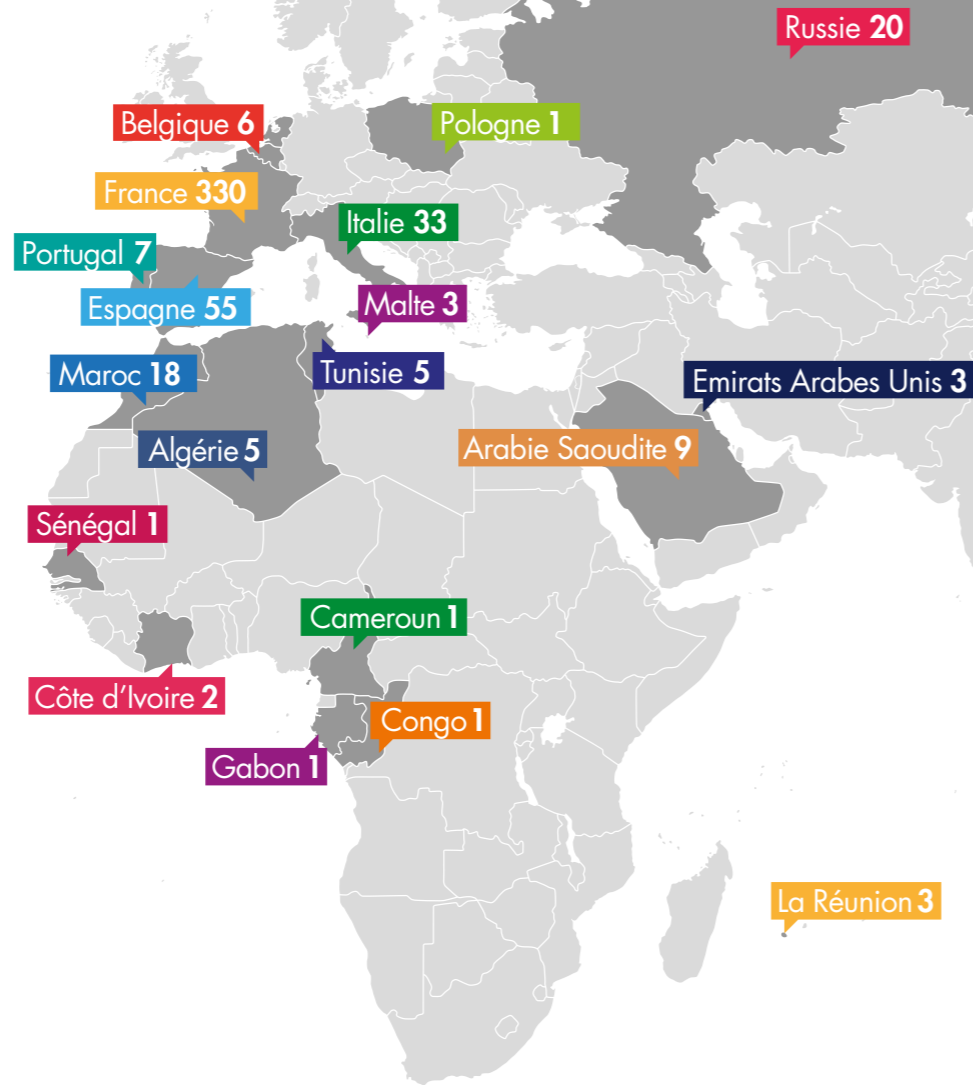 Russie 20
Belgique 6
Pologne 1
France 330
Italie 33
Portugal 7
Espagne 55
Malte 3
Maroc 18
Tunisie 5
Emirats Arabes Unis 3
Algérie 5
Arabie Saoudite 9
Sénégal 1
Cameroun 1
Côte d'Ivoire 2
Congo 1
Gabon 1
La Réunion 3